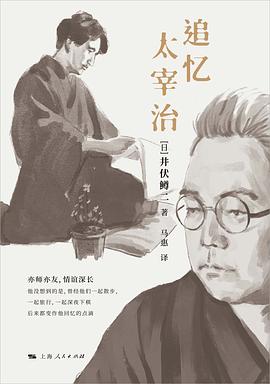 追忆
太宰治
[日]井伏鳟二 著
马惠 译
亦师亦友,情谊深长
他没想到的是,曾经他们一起散步,
一起旅行,一起深夜下棋
后来都变作他回忆的点滴
上海人民出版社